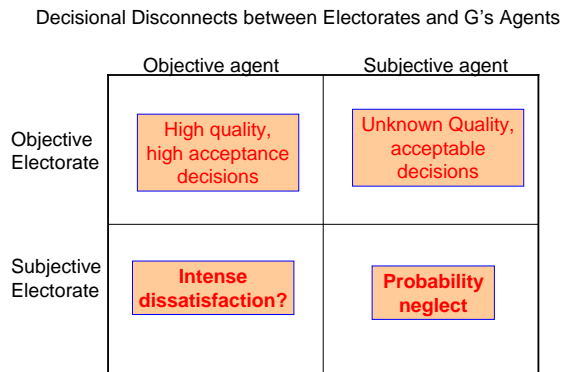 Decisional Disconnects between Electorates and G's Agents
Objective agent
Subjective agent
Objective
Electorate
High quality,
high acceptance
decisions
Unknown Quality,
acceptable
decisions
Subjective
Electorate
Intense
dissatisfaction?
Probability
neglect